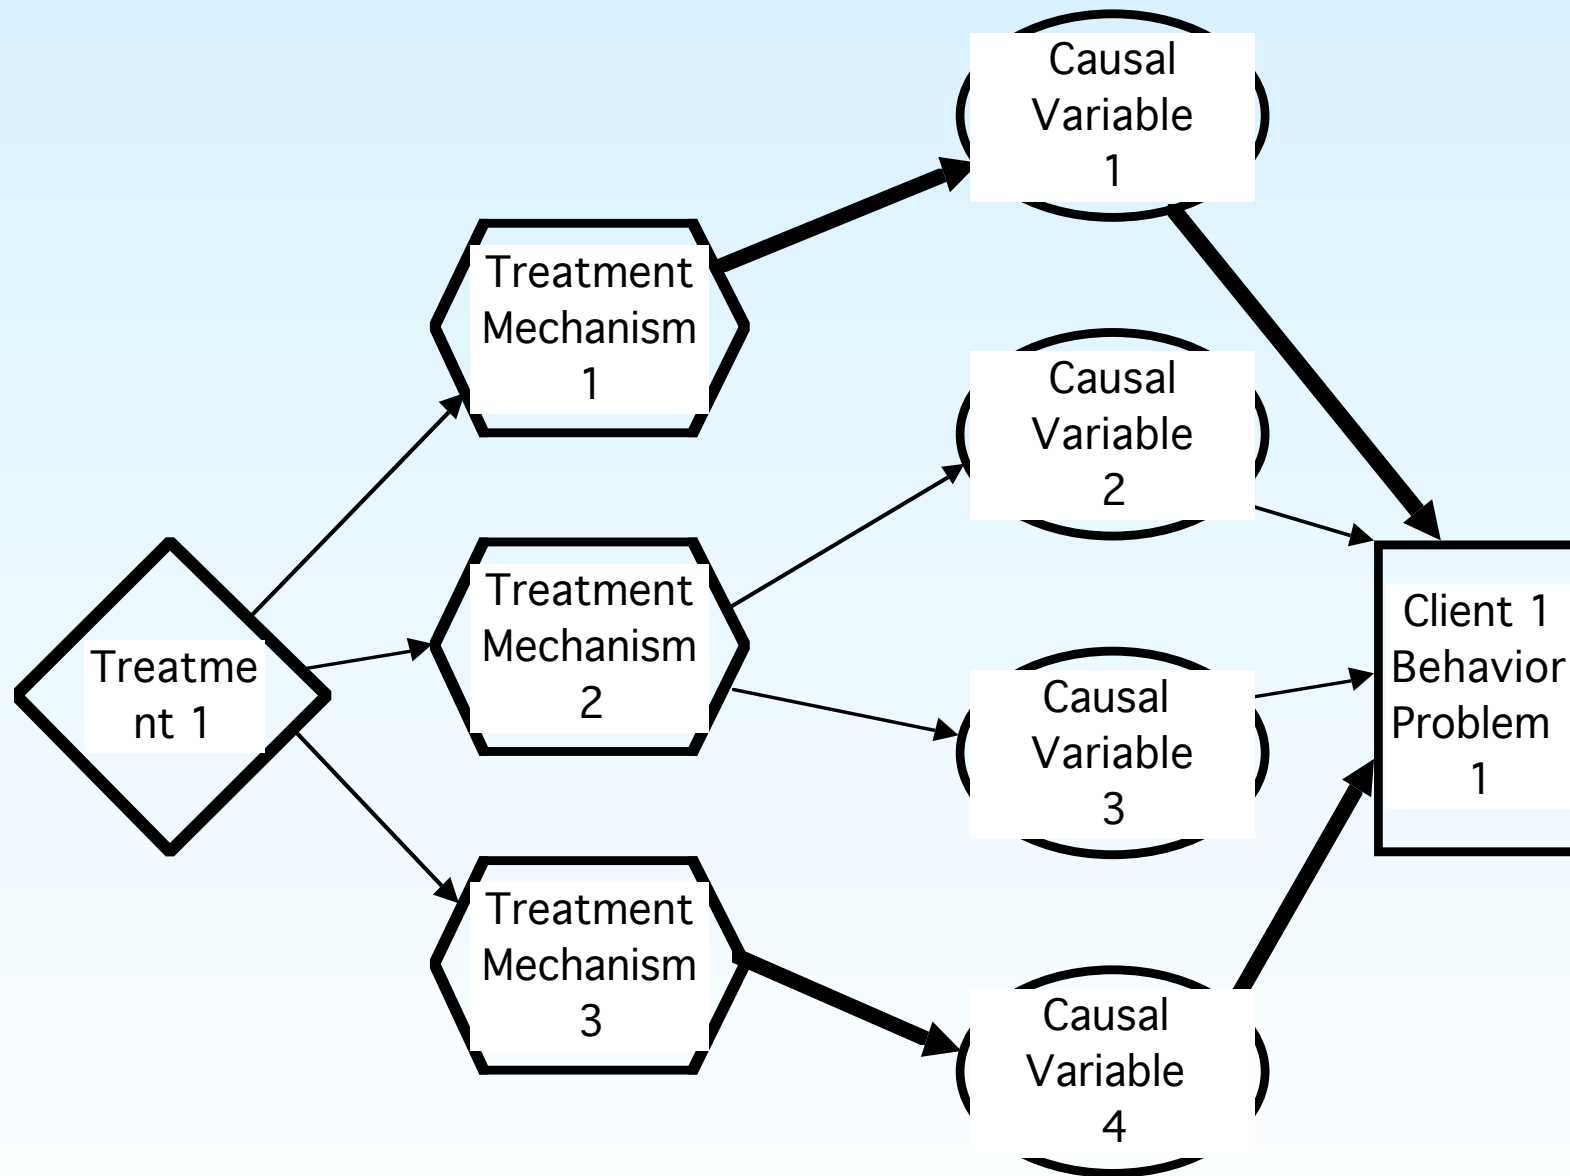 Causal
Variable
1
Treatment
Mechanism
1
Causal
Variable
2
Treatment
Mechanism
2
Treatme
nt 1
Causal
Variable
3
Client 1
Behavior
Problem
1
Treatment
Mechanism
3
Causal
Variable
4